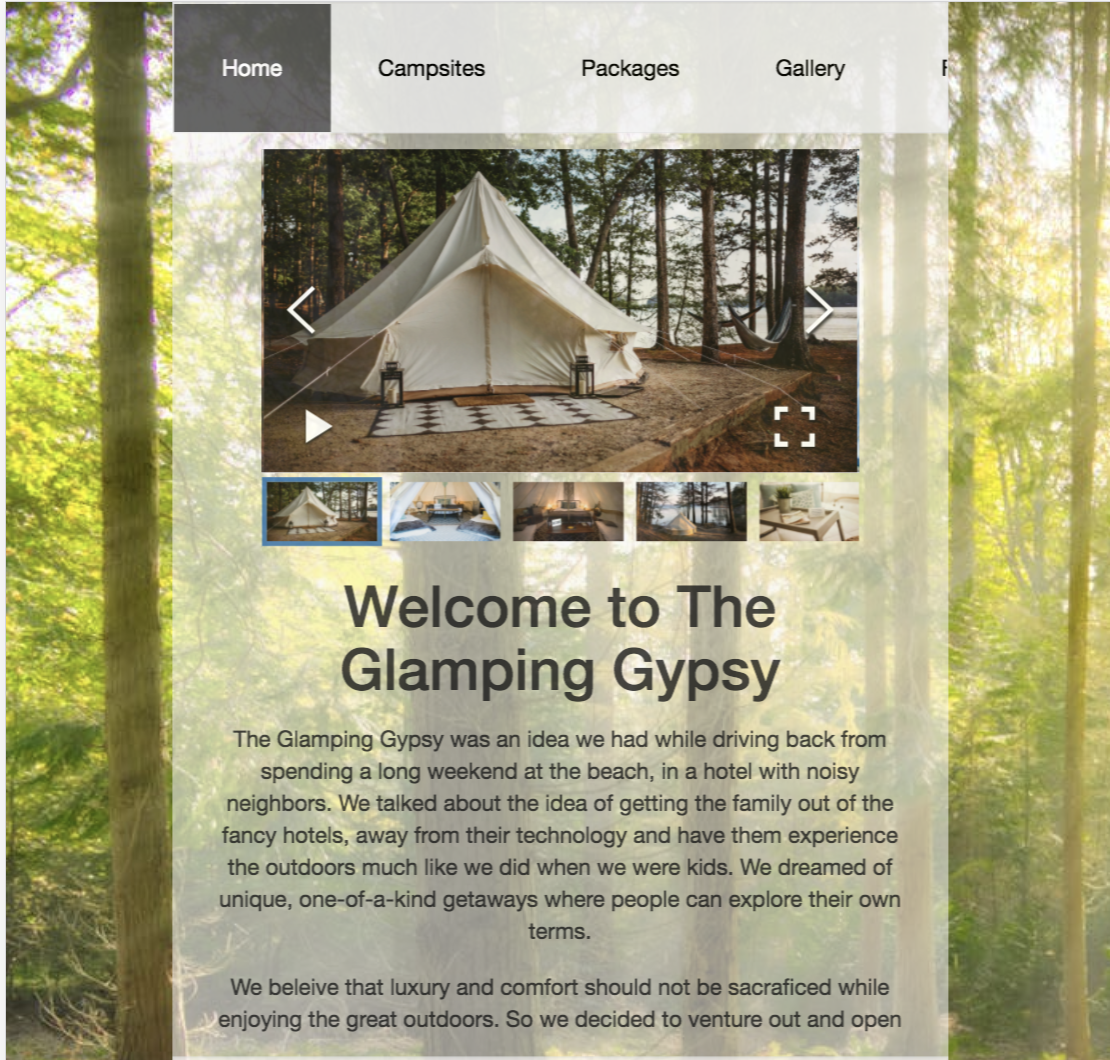 Home Campsites Packages Gallery
Welcome to The
Glamping Gypsy
The Glamping Gypsy was an idea we had while driving back from
spending a long weekend at the beach, in a hotel with noisy
neighbors. We talked about the idea of getting the family out of the
fancy hotels, away from their technology and have them experience
the outdoors much like we did when we were kids. We dreamed of
unique, one-of-a-kind getaways where people can explore their own
terms.
We beleive that luxury and comfort should not be sacraficed while
enjoying the great outdoors. So we decided to venture out and open